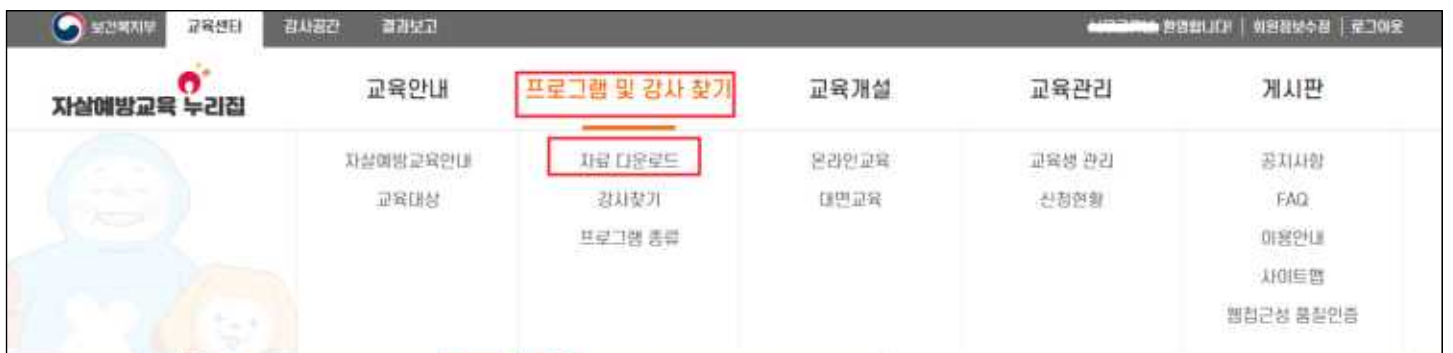 보건복지부 교육센터 강사공간 결과보고 환영합니다! | 회원정보수정 | 로그아웃
자살예방교육 누리집 교육안내 프로그램 및 강사 찾기 교육개설 교육관리 게시판
자살예방교육안내 자료 다운로드 온라인교육 교육생 관리 공지사항
교육대상 강사찾기 대면교육 신청현황 FAQ
프로그램 종류 이용안내
사이트맵
웹접근성 품질인증